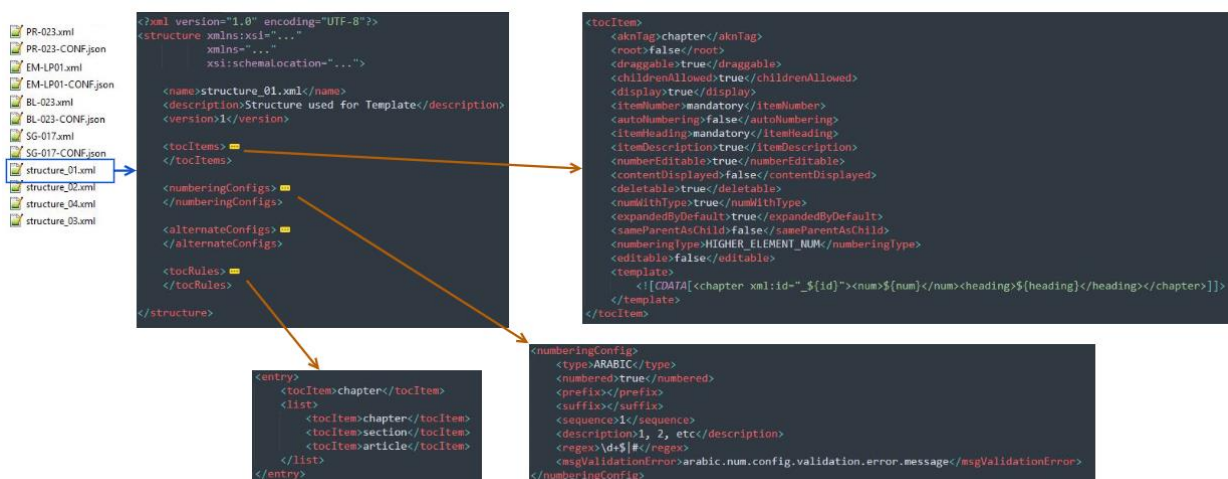 PR-023.xml
PR-023-CONF.json
EM-LP01.xml
EM-LP01-CONF.json
BL-023.xml
BL-023-CONF.json
SG-017.xml
SG-017-CONF.json
structure_01.xml
structure_02.xml
structure_04.xml
structure_03.xml
<?xml version="1.0" encoding="UTF-8"?>
<structure xmlns:xsi="..."
xmlns="..."
xsi:schemaLocation="...">
<name>structure_01.xml</name>
<description>Structure used for Template</description>
<version>1</version>
<tocItems>
</tocItems>
<numberingConfigs>
</numberingConfigs>
<alternateConfigs>
</alternateConfigs>
<tocRules>
</tocRules>
</structure>
<tocItem>
<aknTag>chapter</aknTag>
<root>false</root>
<draggable>true</draggable>
<childrenAllowed>true</childrenAllowed>
<display>true</display>
<itemNumber>mandatory</itemNumber>
<autoNumbering>false</autoNumbering>
<itemHeading>mandatory</itemHeading>
<itemDescription>true</itemDescription>
<numberEditable>true</numberEditable>
<contentDisplayed>false</contentDisplayed>
<deletable>true</deletable>
<numWithType>true</numWithType>
<expandedByDefault>true</expandedByDefault>
<sameParentAsChild>false</sameParentAsChild>
<numberingType>HIGHER_ELEMENT_NUM</numberingType>
<editable>false</editable>
<template>
<![CDATA[<chapter xml:id="_${id}"><num>${num}</num><heading>${heading}</heading></chapter>]]>
</template>
</tocItem>
<entry>
<tocItem>chapter</tocItem>
<list>
<tocItem>chapter</tocItem>
<tocItem>section</tocItem>
<tocItem>article</tocItem>
</list>
</entry>
<numberingConfig>
<type>ARABIC</type>
<numbered>true</numbered>
<prefix></prefix>
<suffix></suffix>
<sequence>1</sequence>
<description>1, 2, etc</description>
<regex>\d+$|#</regex>
<msgValidationError>arabic.num.config.validation.error.message</msgValidationError>
</numberingConfig>